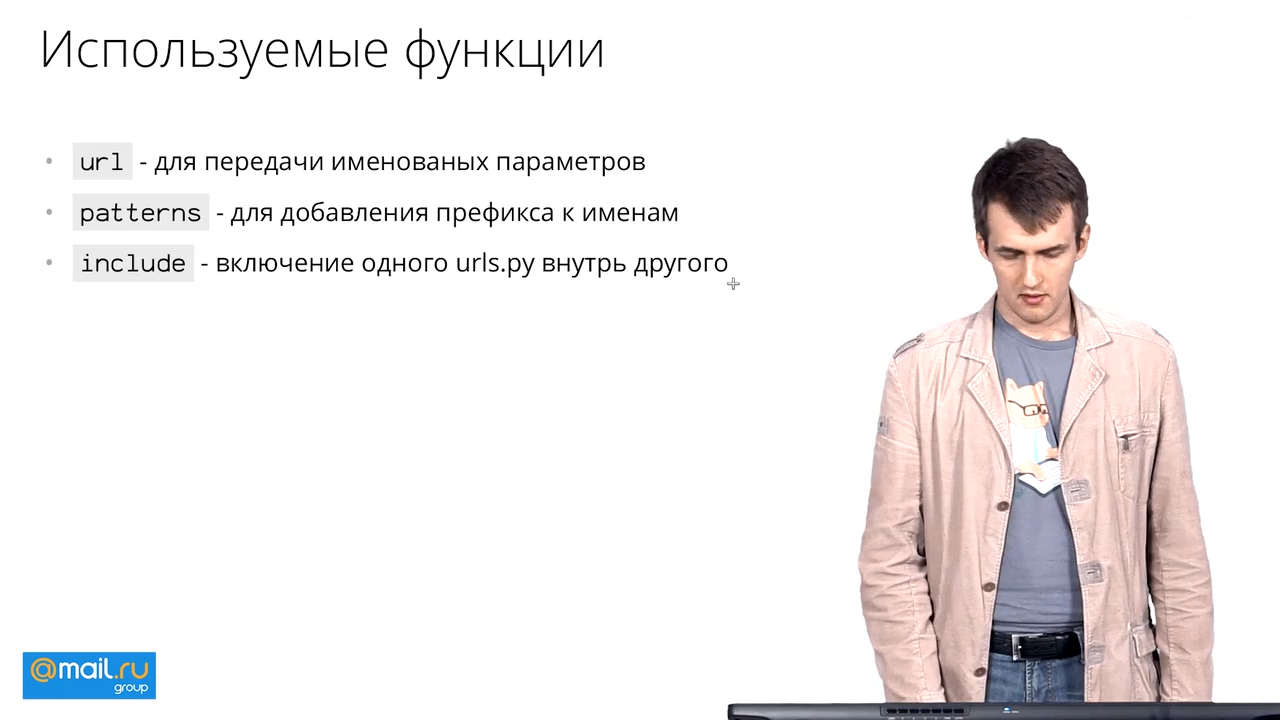 Используемые функции
url - для передачи именованых параметров
patterns - для добавления префикса к именам
include - включение одного urls.py внутрь другого
@mail.ru
group